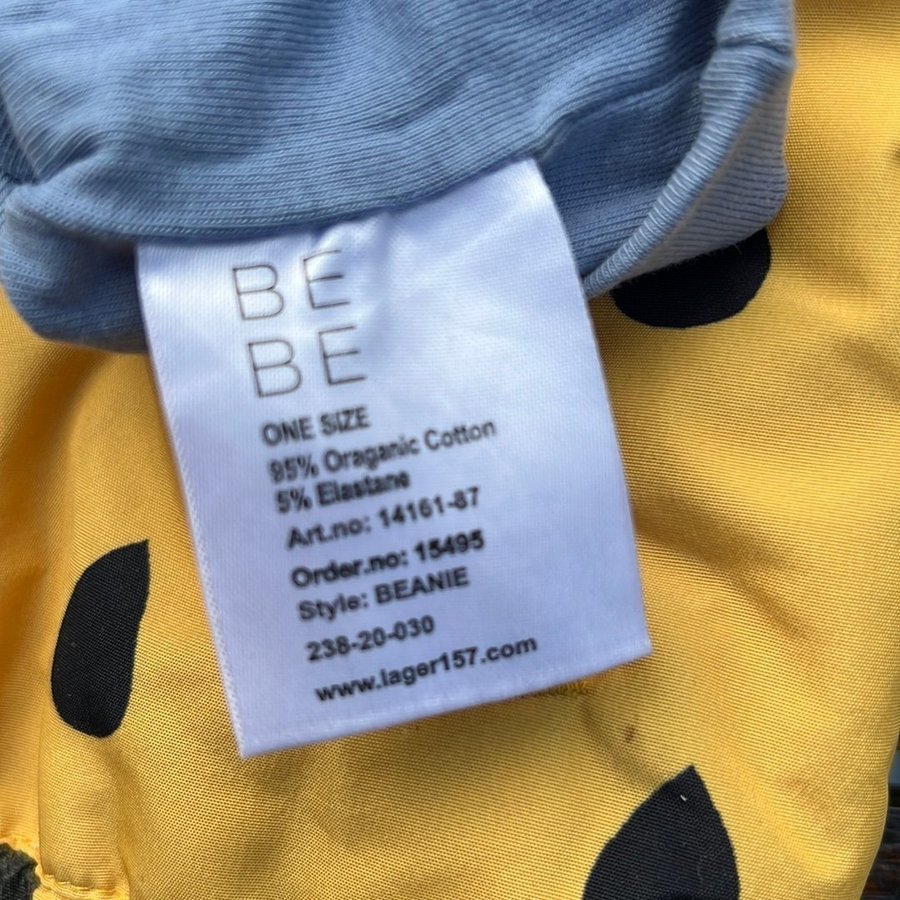 BE
BE
ONE SIZE
95% Oraganic Cotton
5% Elastane
Art.no: 14161-87
Order.no: 15495
Style: BEANIE
238-20-030
www.lager157.com